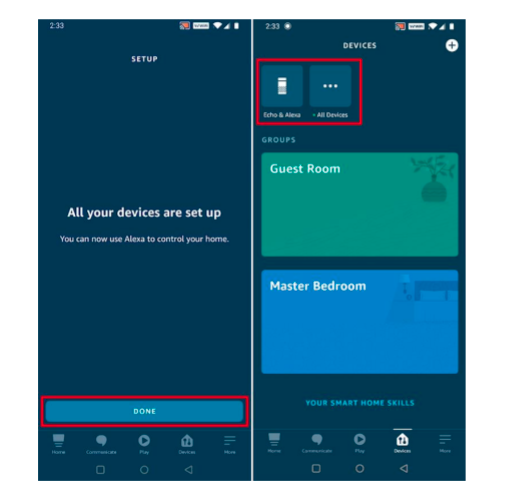 2:33
SETUP
All your devices are set up
You can now use Alexa to control your home.
DONE
Home
Communicate
Play
Devices
More
2:33
DEVICES
Echo & Alexa
All Devices
GROUPS
Guest Room
Master Bedroom
YOUR SMART HOME SKILLS
Home
Communicate
Play
Devices
More